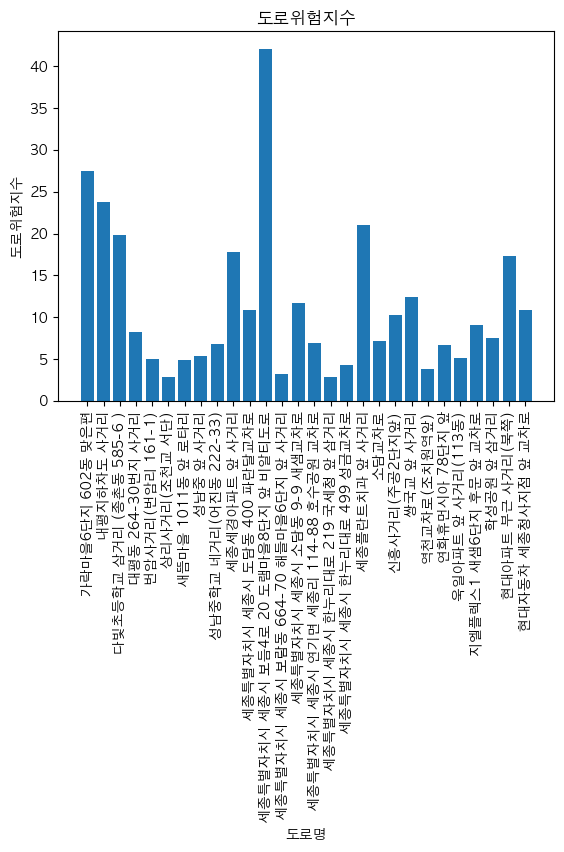 도로위험지수
도로위험지수
40
35
30
25
20
15
10
5
0
가락마을6단지 602동 맞은편
내평지하차도 사거리
다빛초등학교 삼거리 (종촌동 585-6 )
대평동 264-30번지 사거리
번암사거리(번암리 161-1)
상리사거리(조천교 서단)
새뜸마을 1011동앞 로타리
성남중 앞 사거리
성남중학교 네거리(어진동 222-33)
세종세경아파트 앞 사거리
세종특별자치시 세종시 도담동 400 파란달교차로
세종특별자치시 세종시 보듬4로 20 도램마을8단지 앞 비알티도로
세종특별자치시 세종시 보람동 664-70 해들마을6단지 앞 사거리
세종특별자치시 세종시 소담동 9-9 새샘교차로
세종특별자치시 세종시 연기면 세종리 114-88 호수공원 교차로
세종특별자치시 세종시 한누리대로 219 국세청 앞 삼거리
세종특별자치시 세종시 한누리대로 499 성금교차로
세종플란트치과 앞 사거리
소담교차로
신흥사거리(주공2단지앞)
쌍국교 앞 사거리
역전교차로(조치원역앞)
연화휴먼시아 78단지 앞
욱일아파트 앞 사거리(113동)
지엘플렉스1 새샘6단지 후문 앞 교차로
학성공원 앞 삼거리
현대아파트 부근 사거리(북쪽)
현대자동차 세종청사지점 앞 교차로
도로명